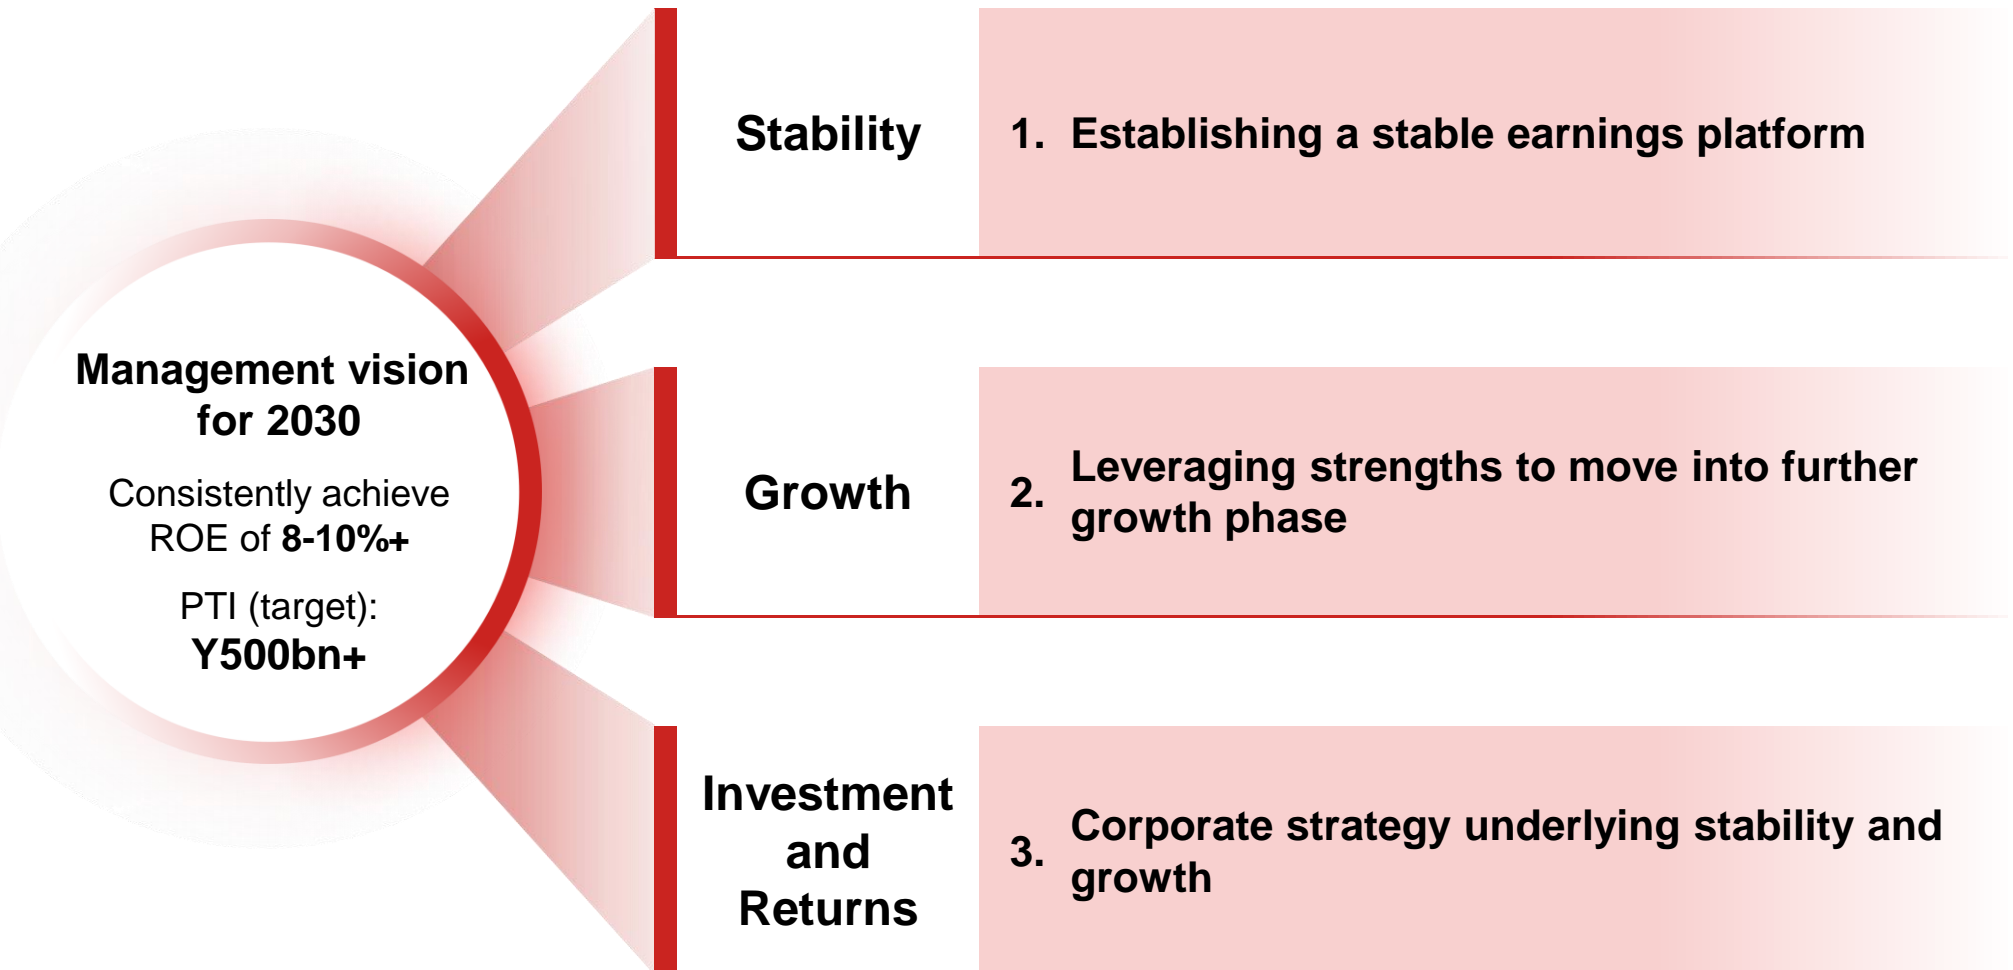 Management vision
for 2030
Consistently achieve
ROE of 8-10%+
PTI (target):
Y500bn+
Stability
1. Establishing a stable earnings platform
Growth
2. Leveraging strengths to move into further
growth phase
Investment
and
Returns
3. Corporate strategy underlying stability and
growth